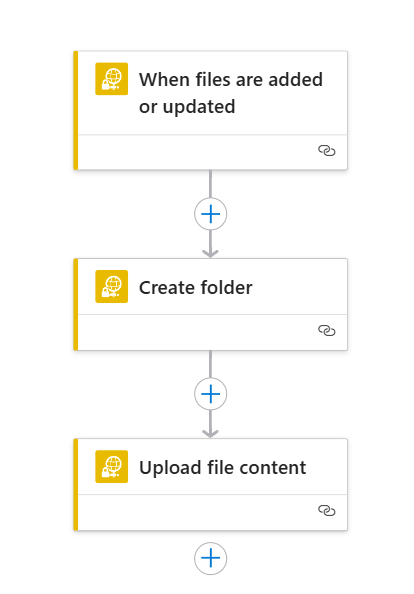 When files are added
or updated
Create folder
Upload file content